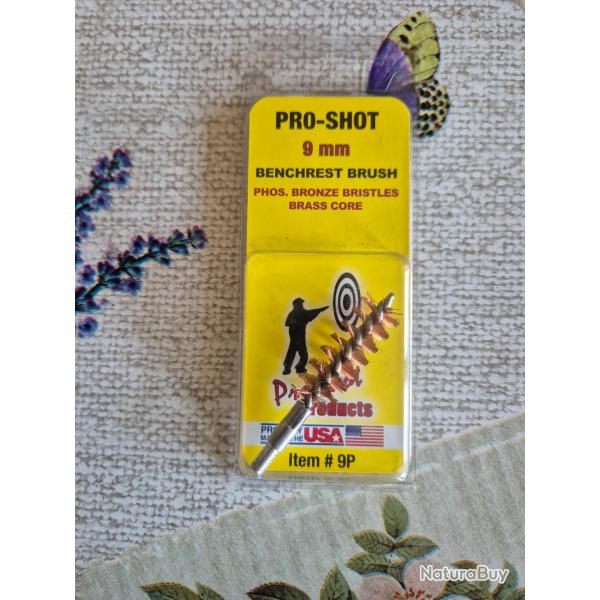 PRO-SHOT
9 mm
BENCHREST BRUSH
PHOS. BRONZE BRISTLES
BRASS CORE
Products
USA
Item # 9P
NaturaBuy